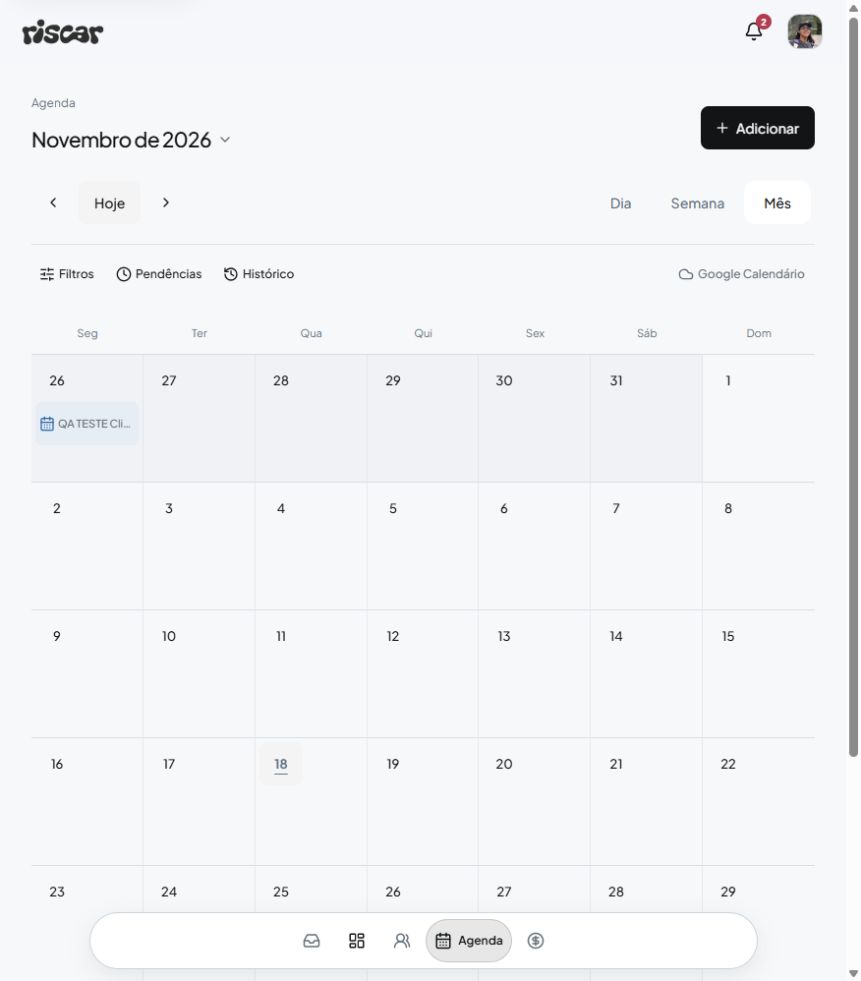 riscar
2
Agenda
Novembro de 2026
+ Adicionar
Hoje
Dia Semana Mês
Filtros Pendências Histórico Google Calendário
Seg Ter Qua Qui Sex Sáb Dom
26 27 28 29 30 31 1
QA TESTE Cli...
2 3 4 5 6 7 8
9 10 11 12 13 14 15
16 17 18 19 20 21 22
23 24 25 26 27 28 29
Agenda